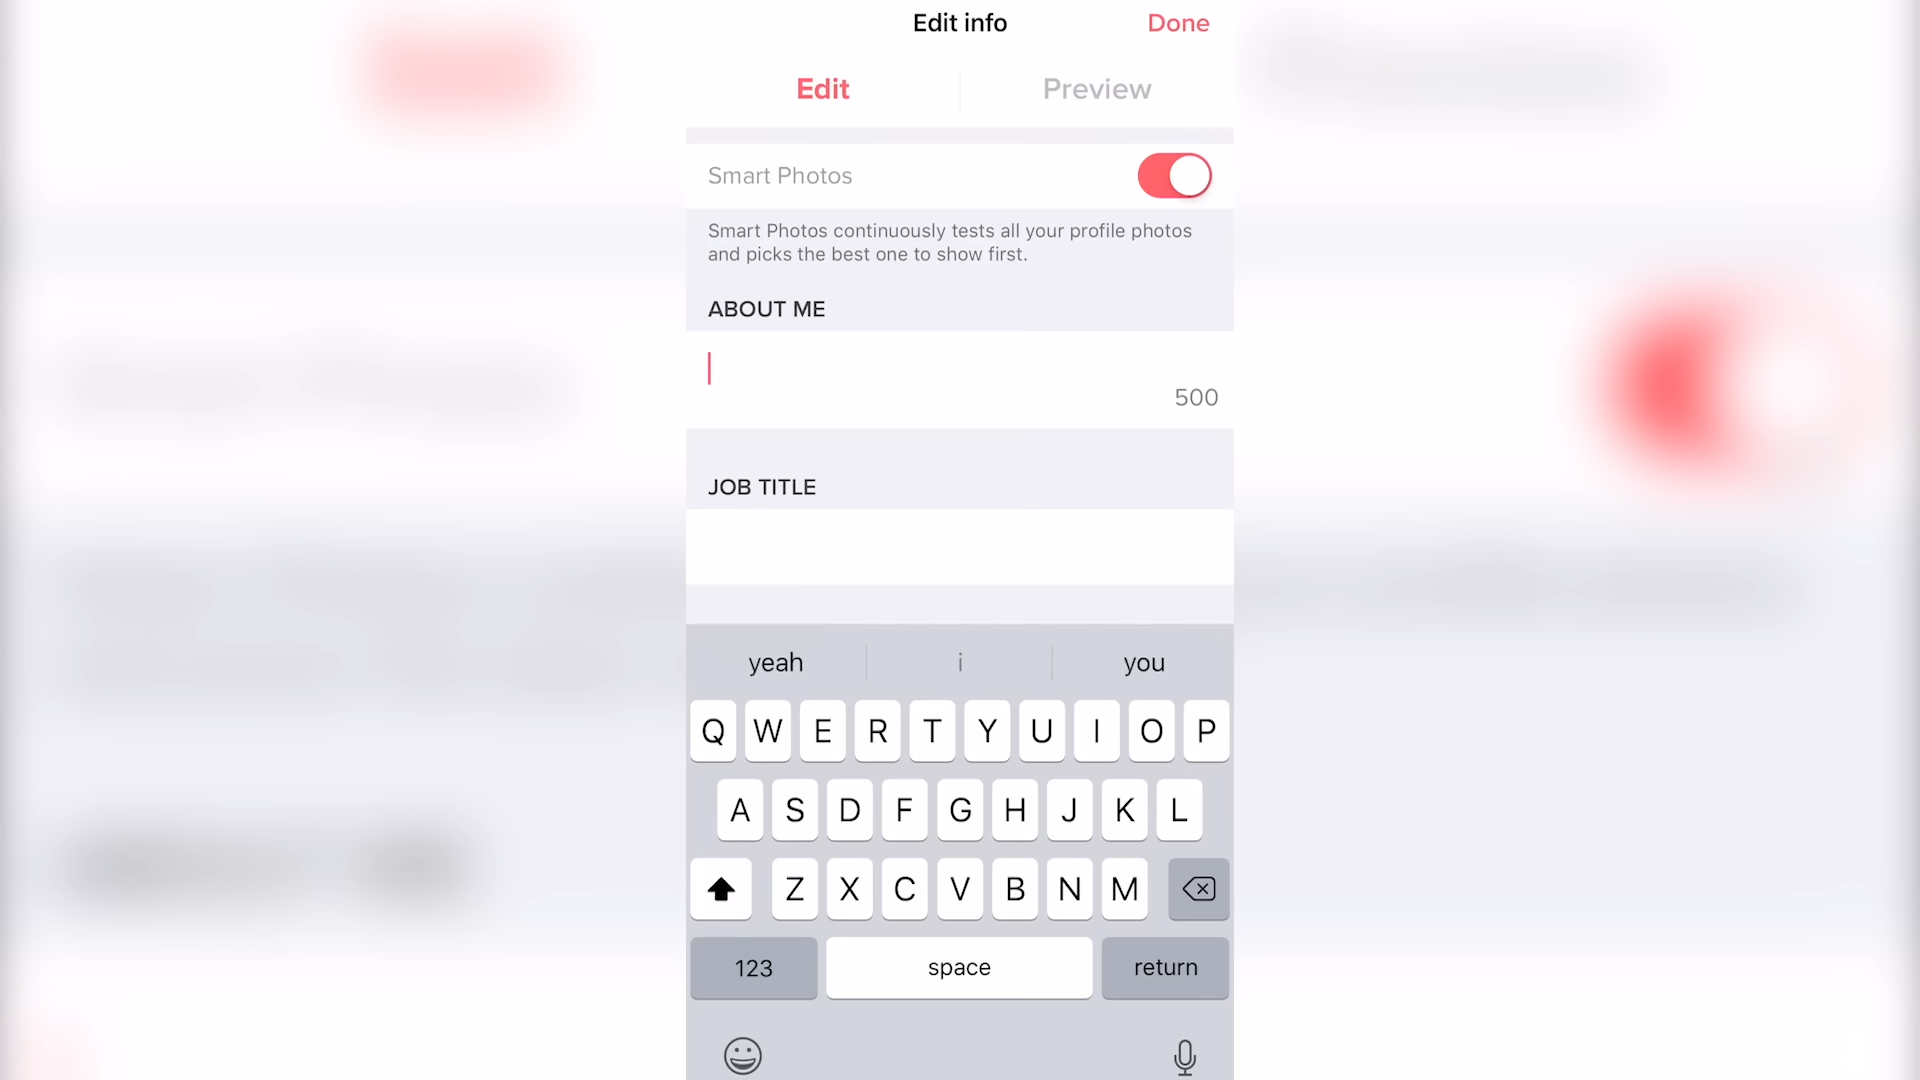 Edit info
Done
Edit
Preview
Smart Photos
Smart Photos continuously tests all your profile photos
and picks the best one to show first.
ABOUT ME
500
JOB TITLE
yeah
i
you
Q W E R T Y U I O P
A S D F G H J K L
Z X C V B N M
123
space
return